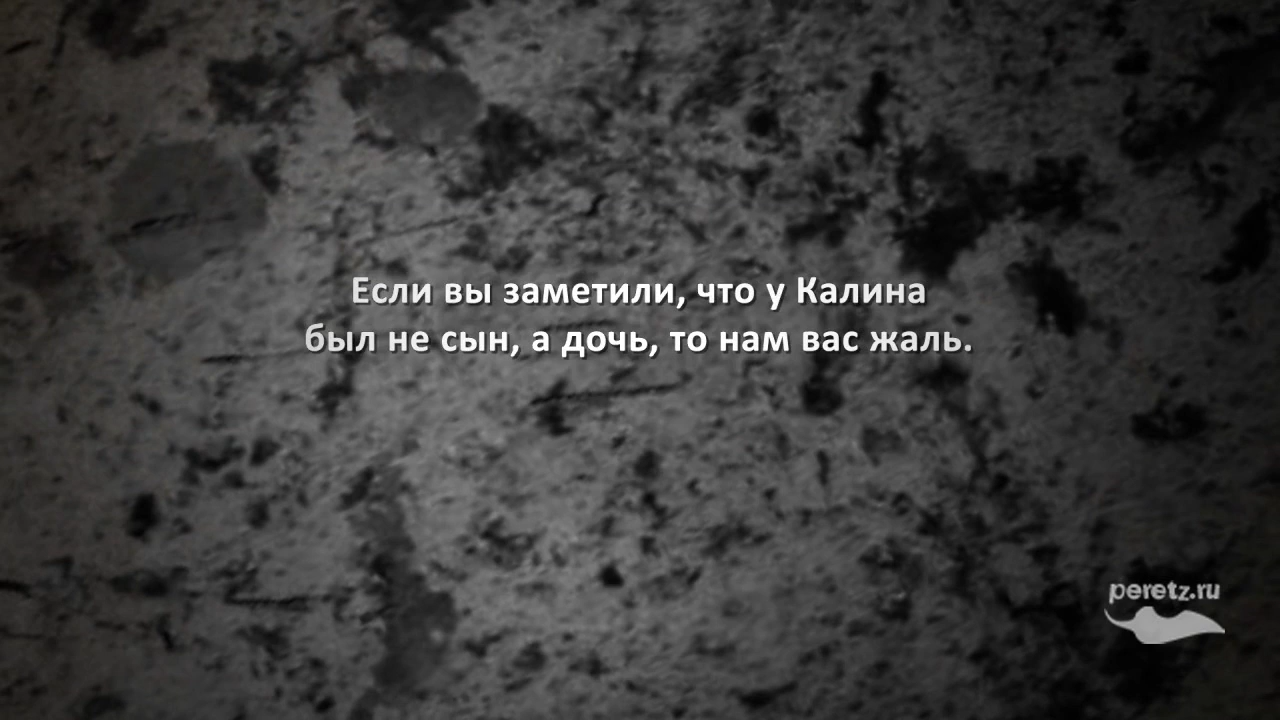 Если вы заметили, что у Калина
был не сын, а дочь, то нам вас жаль.
peretz.ru